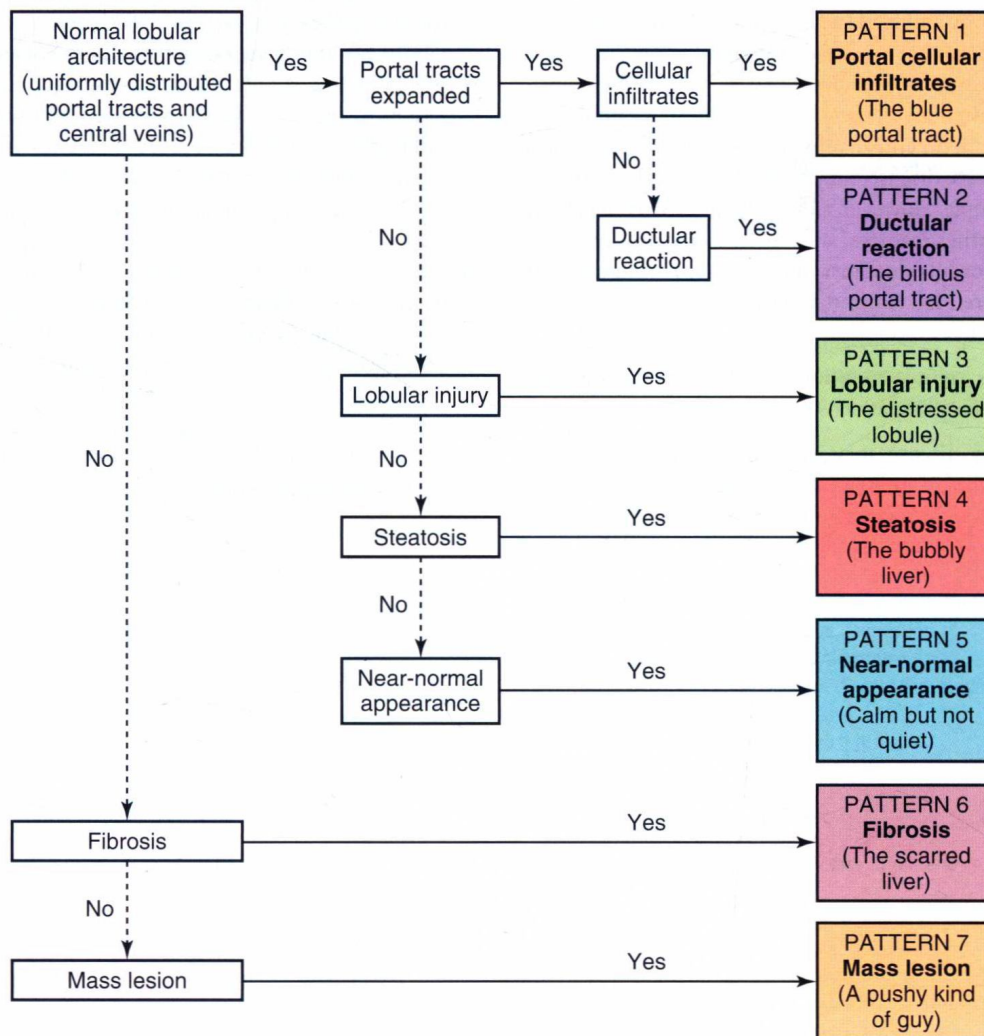 Normal lobular
architecture
(uniformly distributed
portal tracts and
central veins)
Yes
Portal tracts
expanded
Yes
Cellular
infiltrates
Yes
PATTERN 1
Portal cellular
infiltrates
(The blue
portal tract)
No
No
No
Ductular
reaction
Yes
PATTERN 2
Ductular
reaction
(The bilious
portal tract)
Lobular injury
Yes
PATTERN 3
Lobular injury
(The distressed
lobule)
No
Steatosis
Yes
PATTERN 4
Steatosis
(The bubbly
liver)
No
Near-normal
appearance
Yes
PATTERN 5
Near-normal
appearance
(Calm but not
quiet)
Fibrosis
Yes
PATTERN 6
Fibrosis
(The scarred
liver)
No
Mass lesion
Yes
PATTERN 7
Mass lesion
(A pushy kind
of guy)